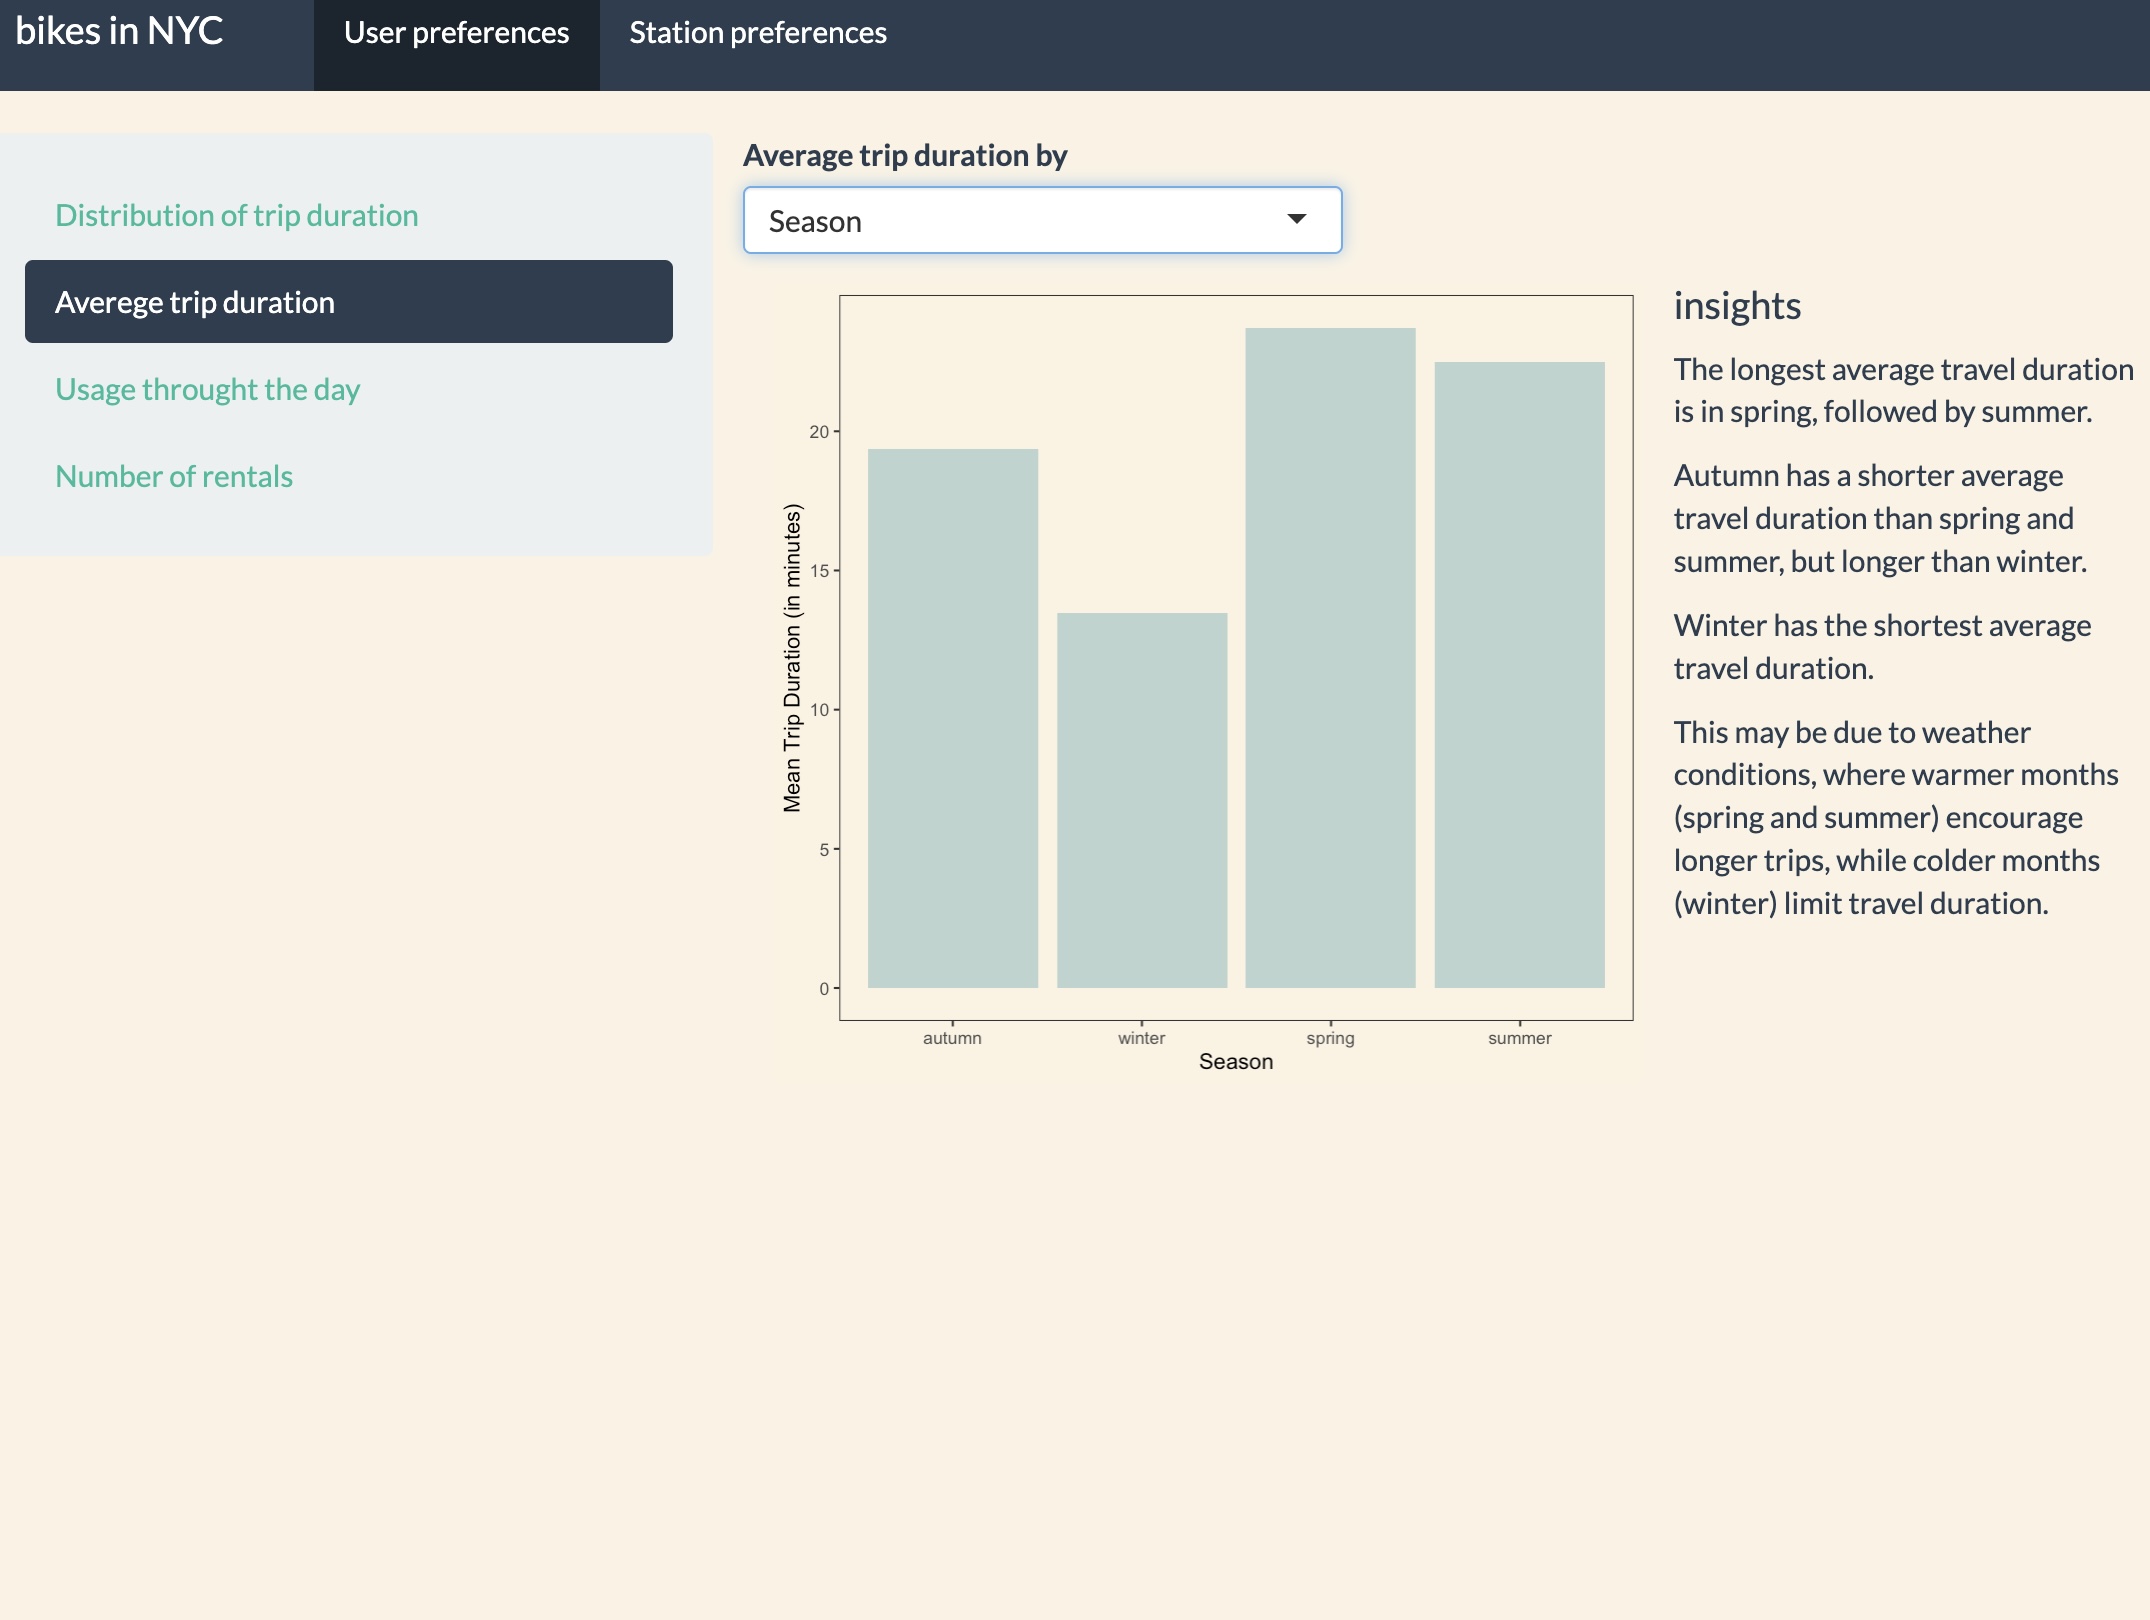 bikes in NYC
User preferences
Station preferences
Distribution of trip duration
Averege trip duration
Usage throught the day
Number of rentals
Average trip duration by
Season
Mean Trip Duration (in minutes)
20
15
10
5
0
autumn
winter
spring
summer
Season
insights
The longest average travel duration
is in spring, followed by summer.
Autumn has a shorter average
travel duration than spring and
summer, but longer than winter.
Winter has the shortest average
travel duration.
This may be due to weather
conditions, where warmer months
(spring and summer) encourage
longer trips, while colder months
(winter) limit travel duration.